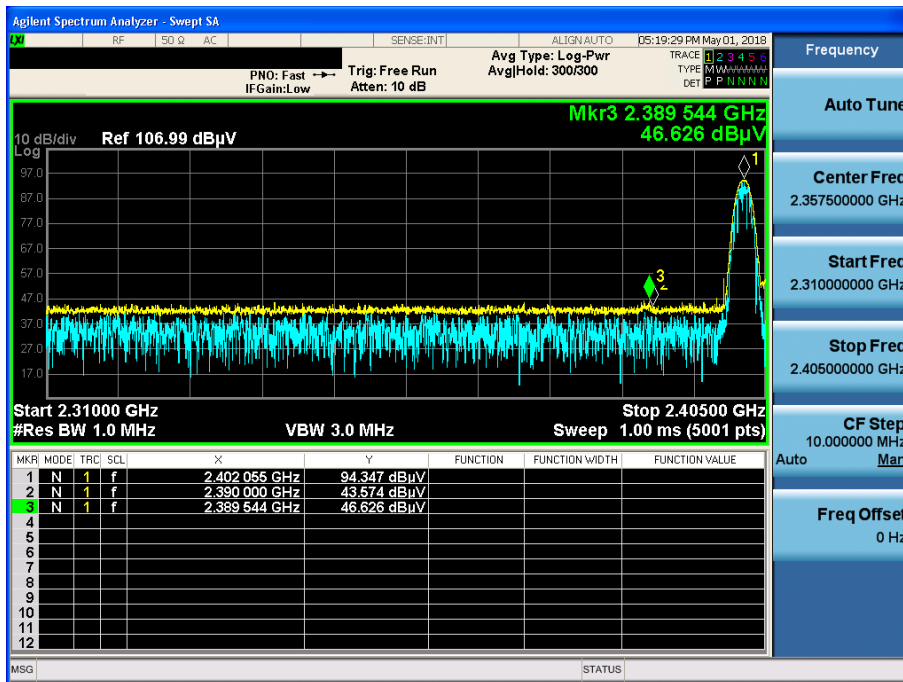 Agilent Spectrum Analyzer - Swept SA
LXI RF 50 Ω AC SENSE:INT ALIGN AUTO 05:19:29 PM May 01, 2018
Frequency
Avg Type: Log-Pwr TRACE 1 2 3 4 5 6
PNO: Fast Trig: Free Run Avg|Hold: 300/300 TYPE M W W W W W
IFGain:Low Atten: 10 dB DET P P N N N N
Auto Tune
Mkr3 2.389 544 GHz
10 dB/div Ref 106.99 dBµV 46.626 dBµV
Log
97.0
87.0
77.0
67.0
57.0
47.0
37.0
27.0
17.0
1
3
2
Center Freq
2.357500000 GHz
Start Freq
2.310000000 GHz
Stop Freq
2.405000000 GHz
CF Step
10.000000 MHz
Auto Man
Freq Offset
0 Hz
Start 2.31000 GHz Stop 2.40500 GHz
#Res BW 1.0 MHz VBW 3.0 MHz Sweep 1.00 ms (5001 pts)
MKR MODE TRC SCL X Y FUNCTION FUNCTION WIDTH FUNCTION VALUE
1 N 1 f 2.402 055 GHz 94.347 dBµV
2 N 1 f 2.390 000 GHz 43.574 dBµV
3 N 1 f 2.389 544 GHz 46.626 dBµV
4
5
6
7
8
9
10
11
12
MSG STATUS